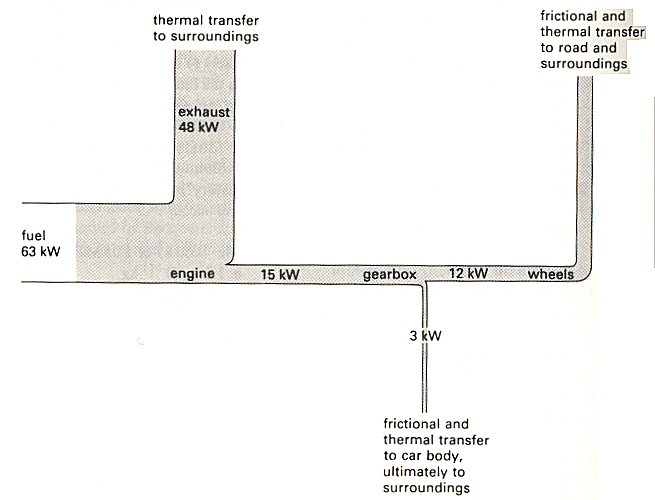 thermal transfer
to surroundings
frictional and
thermal transfer
to road and
surroundings
exhaust
48 kW
fuel
63 kW
engine
15 kW
gearbox
12 kW
wheels
3 kW
frictional and
thermal transfer
to car body,
ultimately to
surroundings